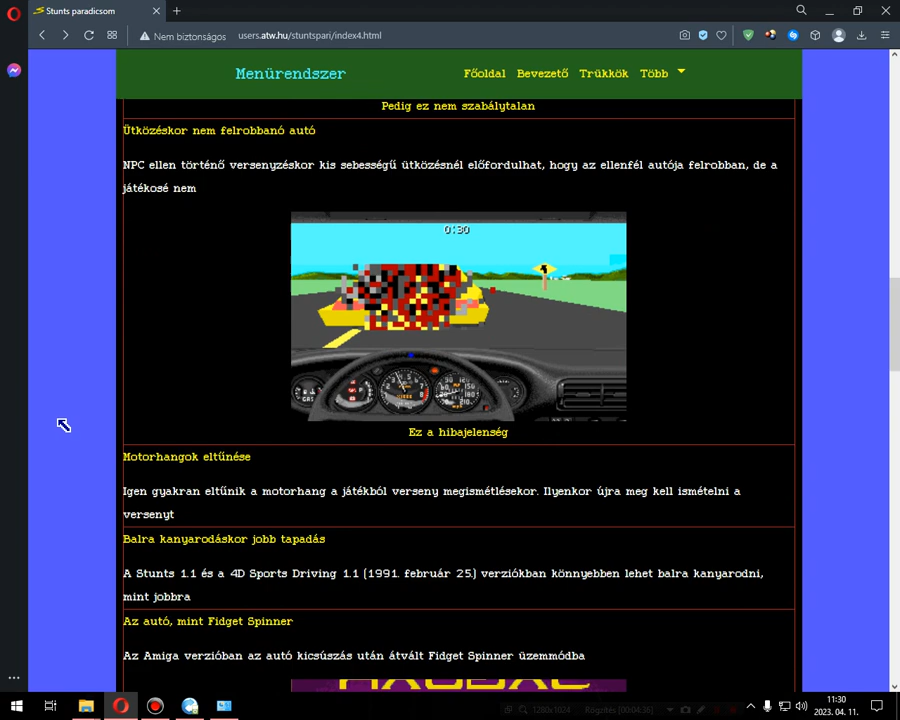 Stunts paradicsom
Nem biztonságos
users.atw.hu/stuntspari/index4.html
Menürendszer
Főoldal
Bevezető
Trükkök
Több
Pedig ez nem szabálytalan
Ütközéskor nem felrobbanó autó
NPC ellen történő versenyzéskor kis sebességű ütközésnél előfordulhat, hogy az ellenfél autója felrobban, de a
játékosé nem
0:30
Ez a hibajelenség
Motorhangok eltűnése
Igen gyakran eltűnik a motorhang a játékból verseny megismétlésekor. Ilyenkor újra meg kell ismételni a
versenyt
Balra kanyarodáskor jobb tapadás
A Stunts 1.1 és a 4D Sports Driving 1.1 (1991. február 25.) verziókban könnyebben lehet balra kanyarodni,
mint jobbra
Az autó, mint Fidget Spinner
Az Amiga verzióban az autó kicsúszás után átvált Fidget Spinner üzemmódba
1280x1024
Rögzítés [00:04:36]
11:30
2023. 04. 11.